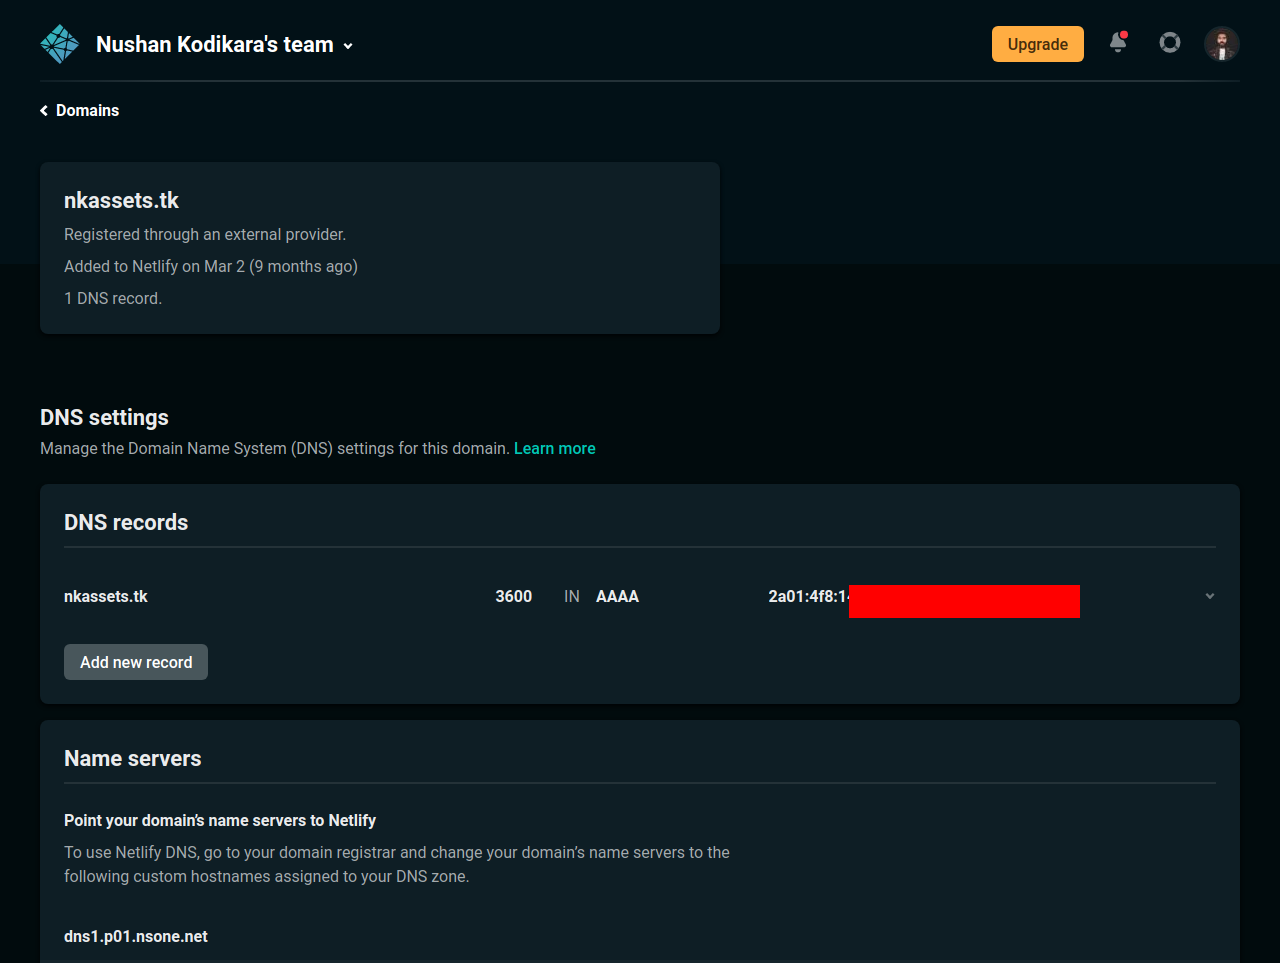 Nushan Kodikara's team
Upgrade
Domains
nkassets.tk
Registered through an external provider.
Added to Netlify on Mar 2 (9 months ago)
1 DNS record.
DNS settings
Manage the Domain Name System (DNS) settings for this domain. Learn more
DNS records
nkassets.tk 3600 IN AAAA 2a01:4f8:1
Add new record
Name servers
Point your domain’s name servers to Netlify
To use Netlify DNS, go to your domain registrar and change your domain’s name servers to the
following custom hostnames assigned to your DNS zone.
dns1.p01.nsone.net